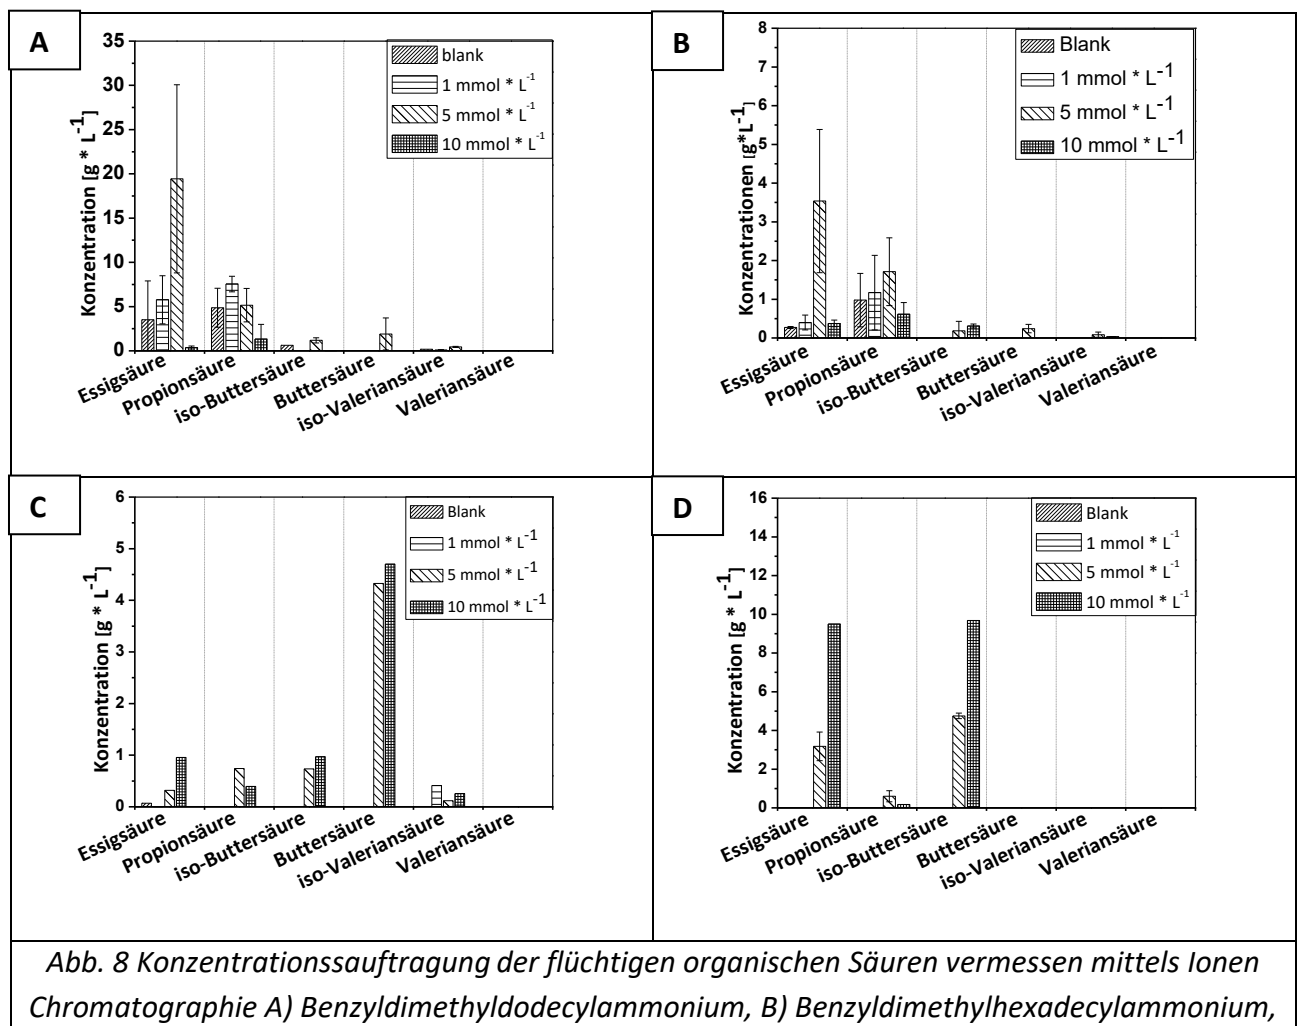 A
Konzentration [g * L-1]
35
30
25
20
15
10
5
0
blank
1 mmol * L-1
5 mmol * L-1
10 mmol * L-1
Essigsäure
Propionsäure
iso-Buttersäure
Buttersäure
iso-Valeriansäure
Valeriansäure
B
Konzentrationen [g*L-1]
8
7
6
5
4
3
2
1
0
Blank
1 mmol * L-1
5 mmol * L-1
10 mmol * L-1
Essigsäure
Propionsäure
iso-Buttersäure
Buttersäure
iso-Valeriansäure
Valeriansäure
C
Konzentration [g * L-1]
6
5
4
3
2
1
0
Blank
1 mmol * L-1
5 mmol * L-1
10 mmol * L-1
Essigsäure
Propionsäure
iso-Buttersäure
Buttersäure
iso-Valeriansäure
Valeriansäure
D
Konzentration [g * L-1]
16
14
12
10
8
6
4
2
0
Blank
1 mmol * L-1
5 mmol * L-1
10 mmol * L-1
Essigsäure
Propionsäure
iso-Buttersäure
Buttersäure
iso-Valeriansäure
Valeriansäure
Abb. 8 Konzentrationssauftragung der flüchtigen organischen Säuren vermessen mittels Ionen
Chromatographie A) Benzyldimethyldodecylammonium, B) Benzyldimethylhexadecylammonium,